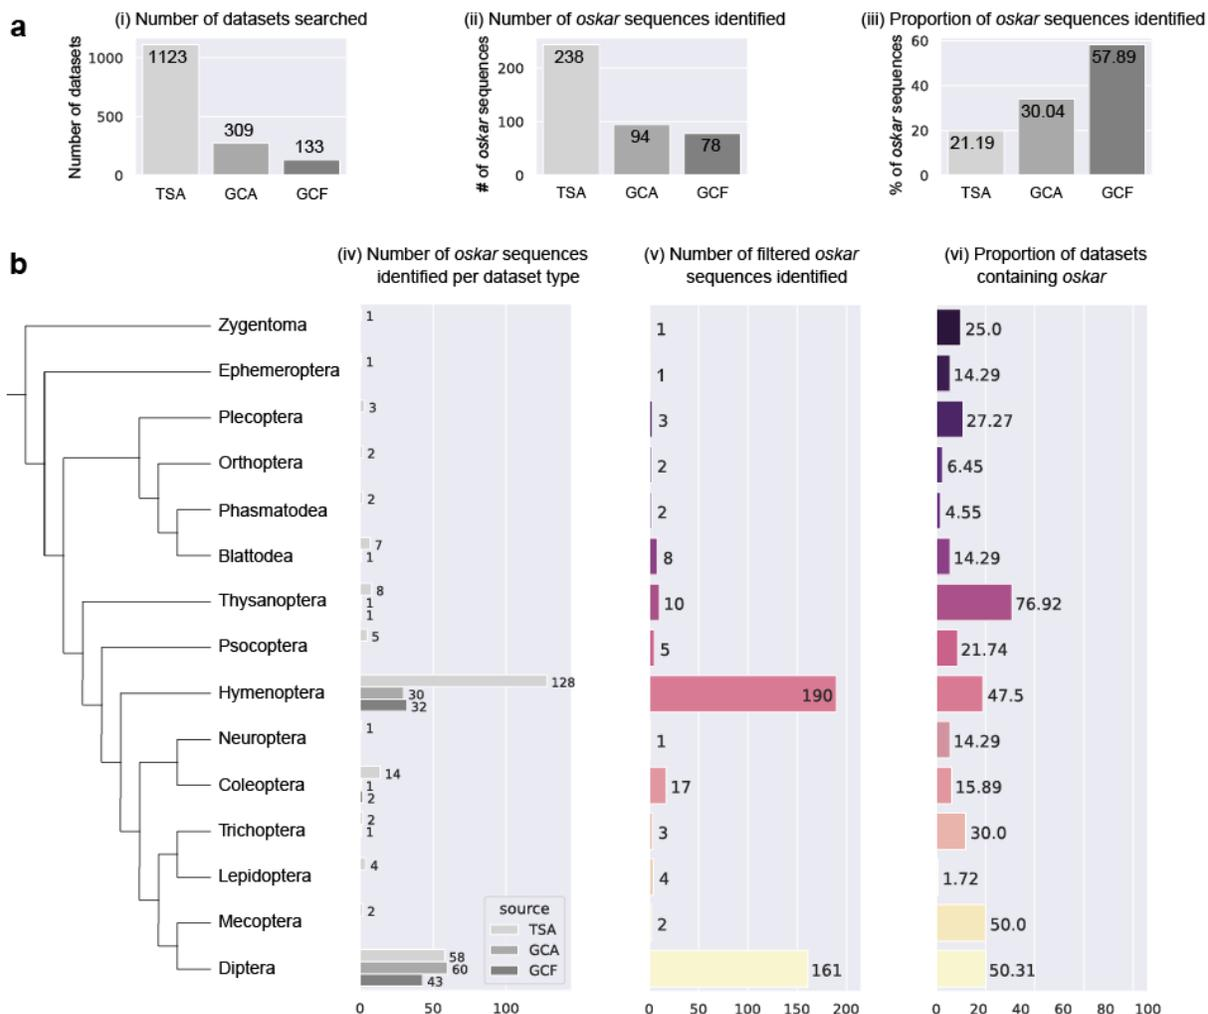 a
(i) Number of datasets searched
(ii) Number of oskar sequences identified
(iii) Proportion of oskar sequences identified
Number of datasets
1000
500
0
1123
309
133
TSA GCA GCF
# of oskar sequences
200
100
0
238
94
78
TSA GCA GCF
% of oskar sequences
60
40
20
0
21.19
30.04
57.89
TSA GCA GCF
b
(iv) Number of oskar sequences
identified per dataset type
(v) Number of filtered oskar
sequences identified
(vi) Proportion of datasets
containing oskar
Zygentoma 1 1 25.0
Ephemeroptera 1 1 14.29
Plecoptera 3 3 27.27
Orthoptera 2 2 6.45
Phasmatodea 2 2 4.55
Blattodea 7 1 8 14.29
Thysanoptera 8 1 1 10 76.92
Psocoptera 5 5 21.74
Hymenoptera 128 30 32 190 47.5
Neuroptera 1 1 14.29
Coleoptera 14 1 2 17 15.89
Trichoptera 2 1 3 30.0
Lepidoptera 4 4 1.72
Mecoptera 2 2 50.0
Diptera 58 60 43 161 50.31
source
TSA
GCA
GCF
0 50 100
0 50 100 150 200
0 20 40 60 80 100